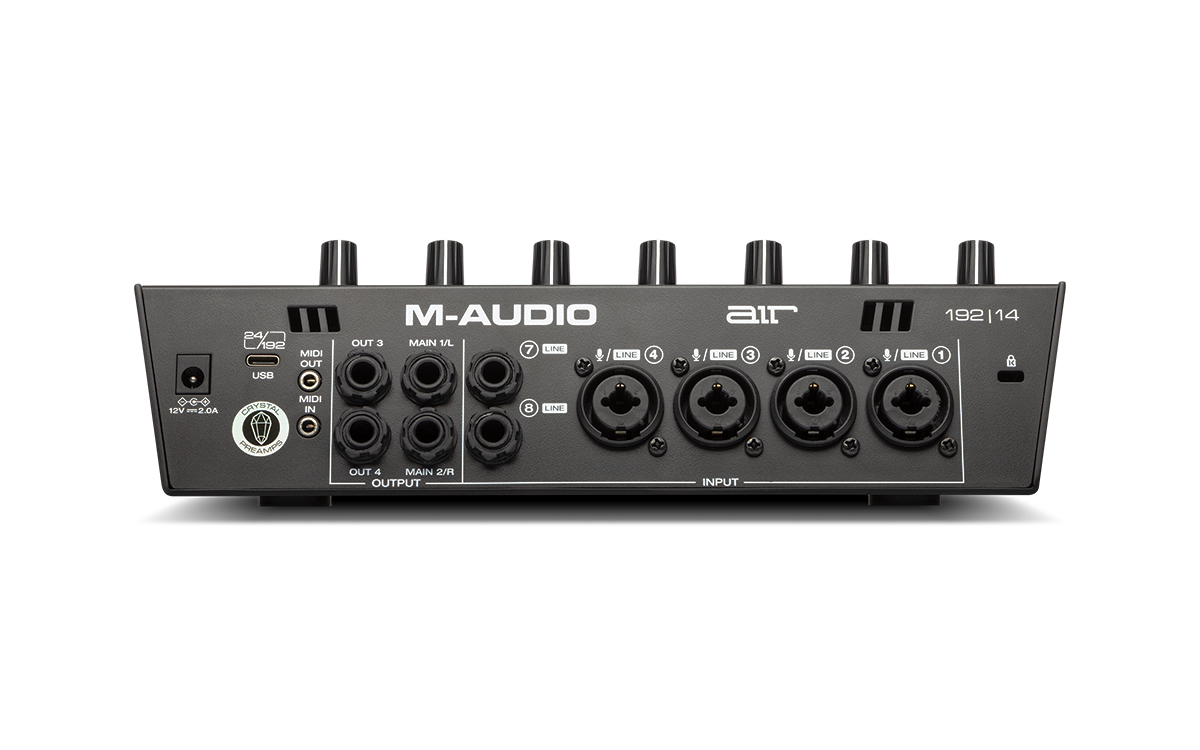 M-AUDIO
aır
192|14
24/192
USB
12V 2.0A
CRYSTAL
PREAMPS
MIDI
OUT
MIDI
IN
OUT 3
MAIN 1/L
OUT 4
MAIN 2/R
OUTPUT
7 LINE
8 LINE
/ LINE 4
/ LINE 3
/ LINE 2
/ LINE 1
INPUT
K